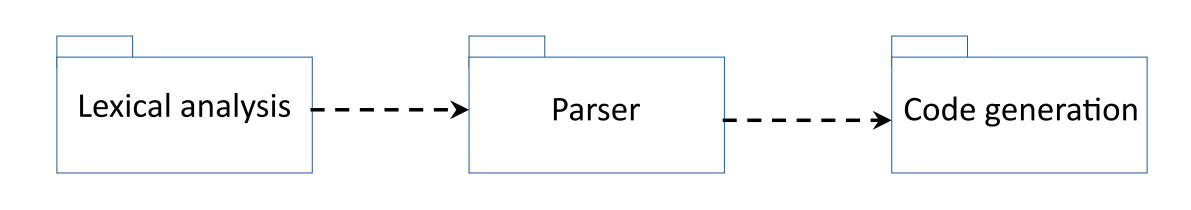 Lexical analysis
Parser
Code generation